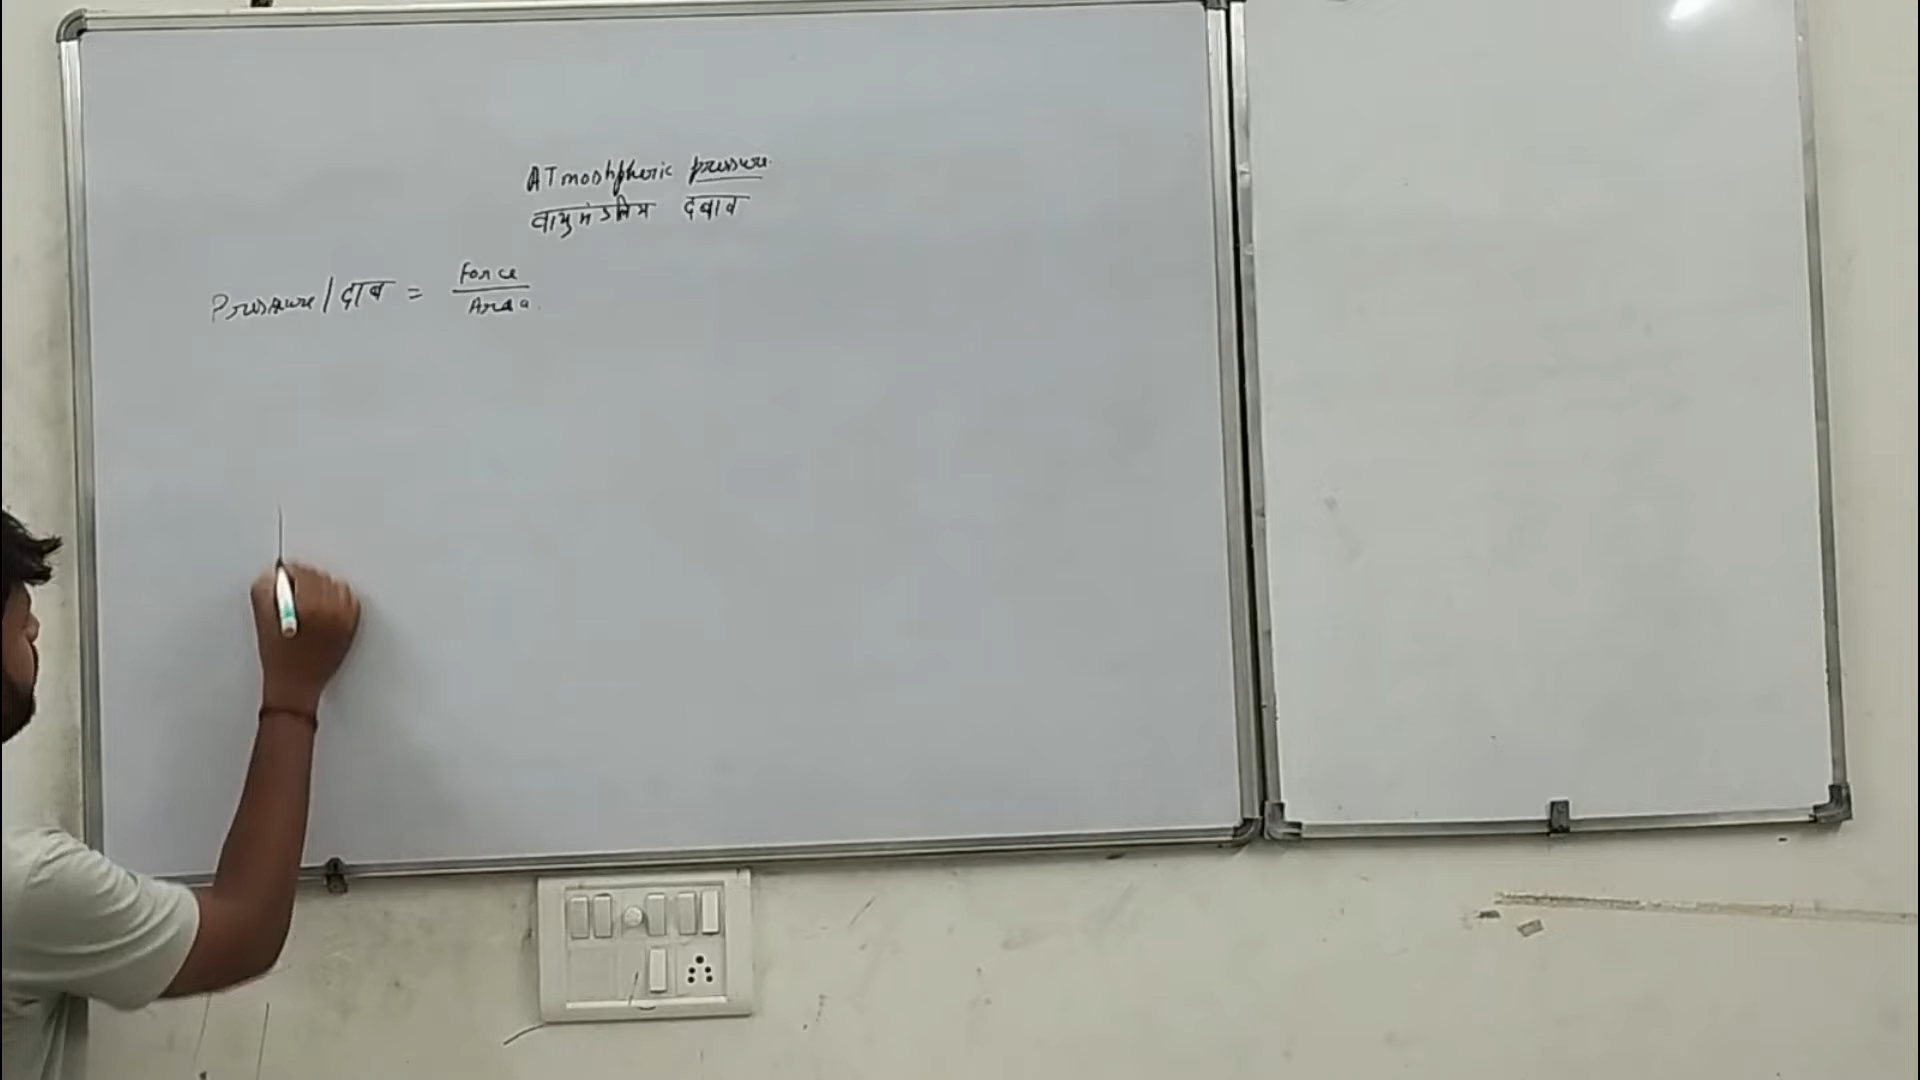 ATmoshpheric pressure.
वायुमंडलिय दबाव
Pressure/दाब = Force
Area.